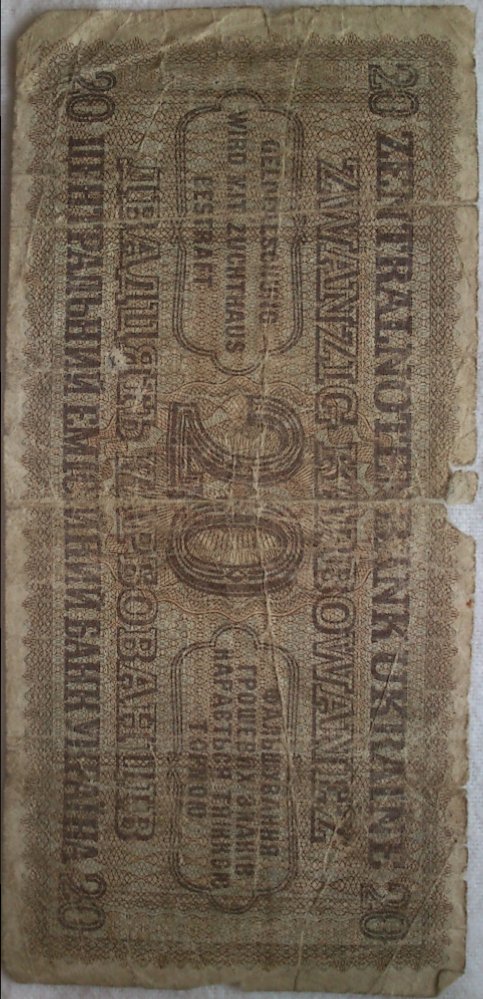 20 ZENTRALNOTENBANK UKRAINE 20
ZWANZIG KARBOWANEZ
GELDFÄLSCHUNG
WIRD MIT ZUCHTHAUS
BESTRAFT
20
ФАЛЬШУВАННЯ
ГРОШЕВИХ ЗНАКІВ
КАРАЄТЬСЯ ТЯЖКОЮ
ТЮРМОЮ
ДВАДЦЯТЬ КАРБОВАНЦІВ
20 ЦЕНТРАЛЬНИЙ ЕМІСІЙНИЙ БАНК УКРАЇНА 20